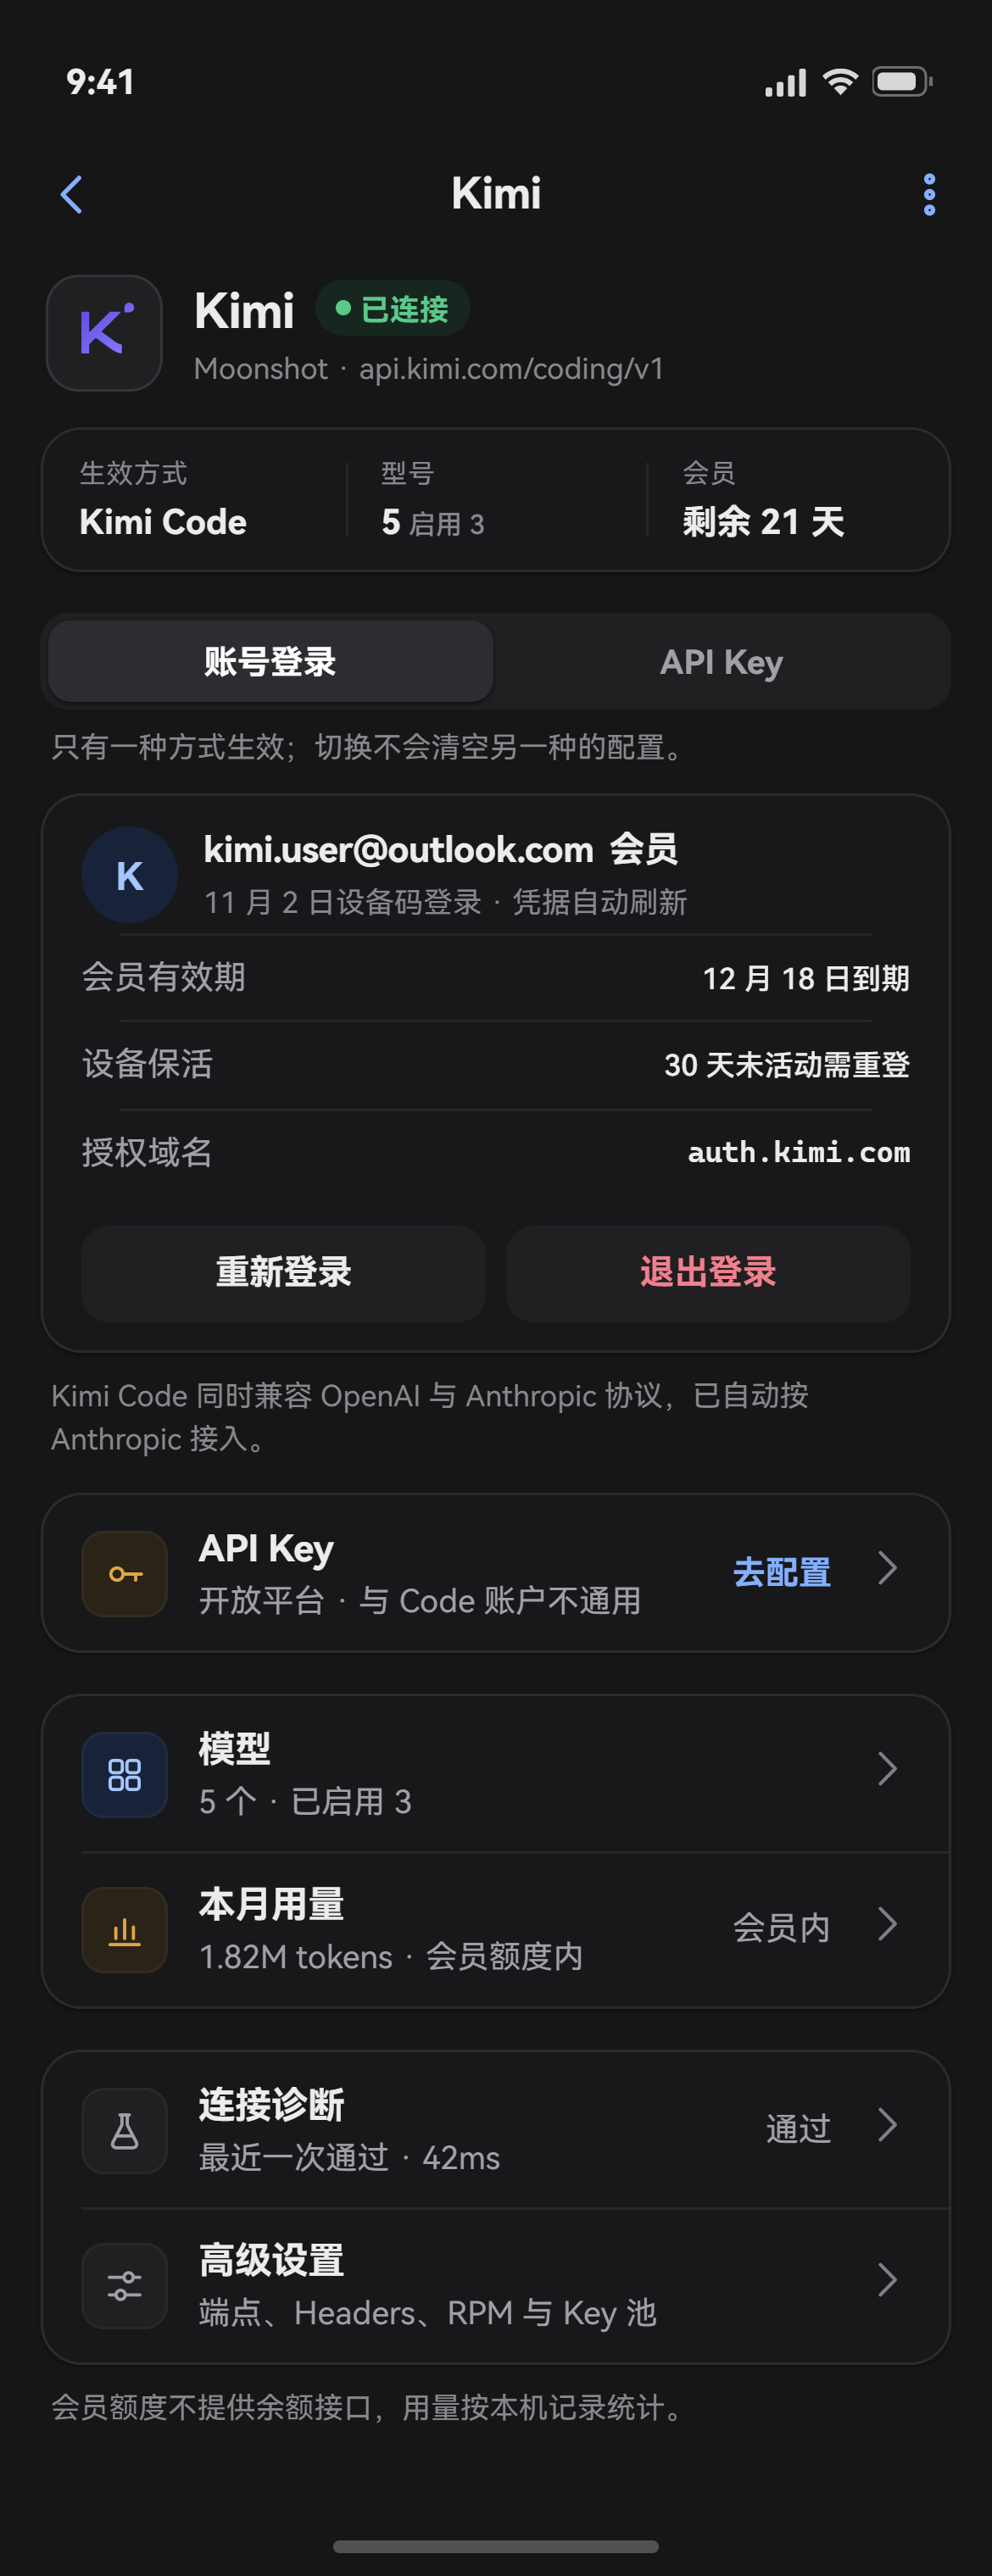 9:41
Kimi
Kimi 已连接
Moonshot · api.kimi.com/coding/v1
生效方式 型号 会员
Kimi Code 5 启用 3 剩余 21 天
账号登录 API Key
只有一种方式生效；切换不会清空另一种的配置。
K
kimi.user@outlook.com 会员
11 月 2 日设备码登录 · 凭据自动刷新
会员有效期 12 月 18 日到期
设备保活 30 天未活动需重登
授权域名 auth.kimi.com
重新登录 退出登录
Kimi Code 同时兼容 OpenAI 与 Anthropic 协议，已自动按
Anthropic 接入。
API Key
去配置
开放平台 · 与 Code 账户不通用
模型
5 个 · 已启用 3
本月用量
会员内
1.82M tokens · 会员额度内
连接诊断
通过
最近一次通过 · 42ms
高级设置
端点、Headers、RPM 与 Key 池
会员额度不提供余额接口，用量按本机记录统计。